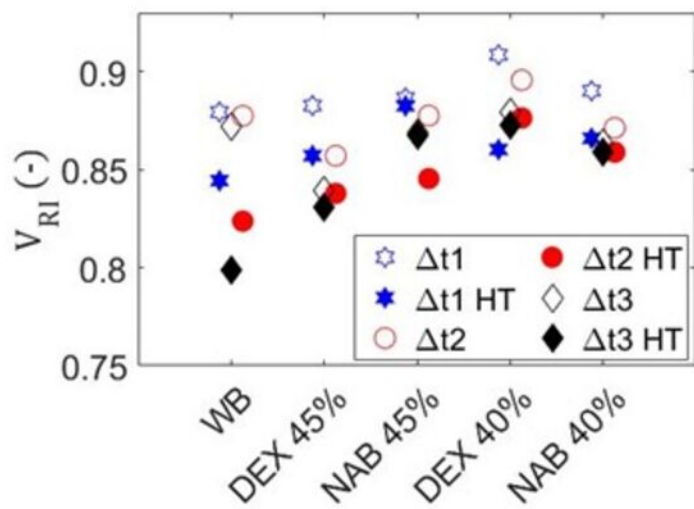 V_RI (-)
0.9
0.85
0.8
0.75
Δt1
Δt1 HT
Δt2
Δt2 HT
Δt3
Δt3 HT
WB
DEX 45%
NAB 45%
DEX 40%
NAB 40%